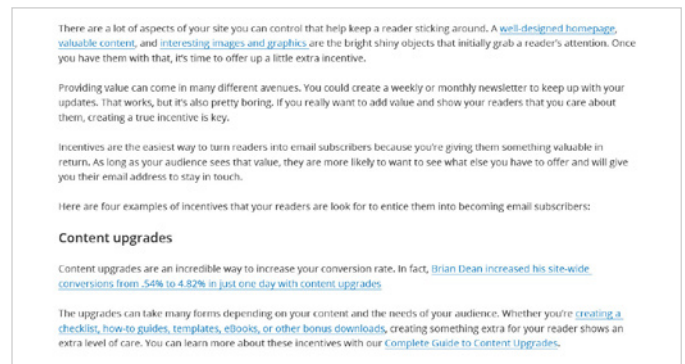 There are a lot of aspects of your site you can control that help keep a reader sticking around. A well-designed homepage,
valuable content, and interesting images and graphics are the bright shiny objects that initially grab a reader's attention. Once
you have them with that, it's time to offer up a little extra incentive.
Providing value can come in many different avenues. You could create a weekly or monthly newsletter to keep up with your
updates. That works, but it's also pretty boring. If you really want to add value and show your readers that you care about
them, creating a true incentive is key.
Incentives are the easiest way to turn readers into email subscribers because you're giving them something valuable in
return. As long as your audience sees that value, they are more likely to want to see what else you have to offer and will give
you their email address to stay in touch.
Here are four examples of incentives that your readers are look for to entice them into becoming email subscribers:
Content upgrades
Content upgrades are an incredible way to increase your conversion rate. In fact, Brian Dean increased his site-wide
conversions from .54% to 4.82% in just one day with content upgrades
The upgrades can take many forms depending on your content and the needs of your audience. Whether you're creating a
checklist, how-to guides, templates, eBooks, or other bonus downloads, creating something extra for your reader shows an
extra level of care. You can learn more about these incentives with our Complete Guide to Content Upgrades.